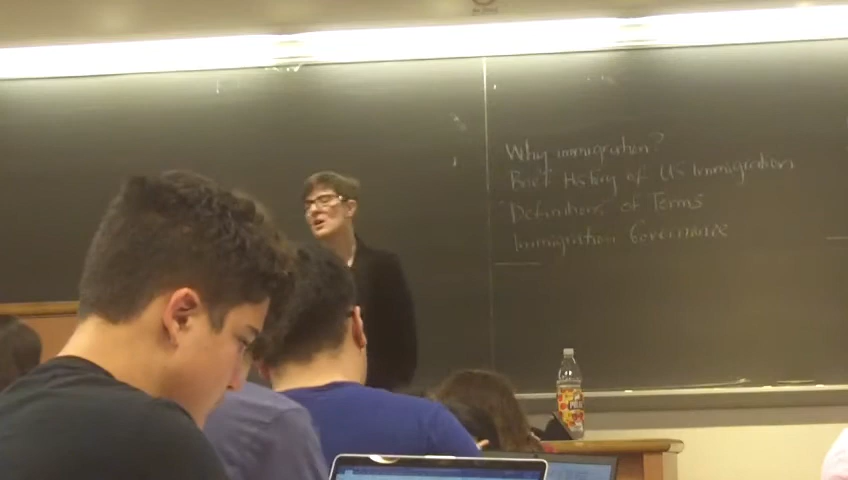 Why immigration?
Brief History of US Immigration
Definitions of Terms
Immigration Governance